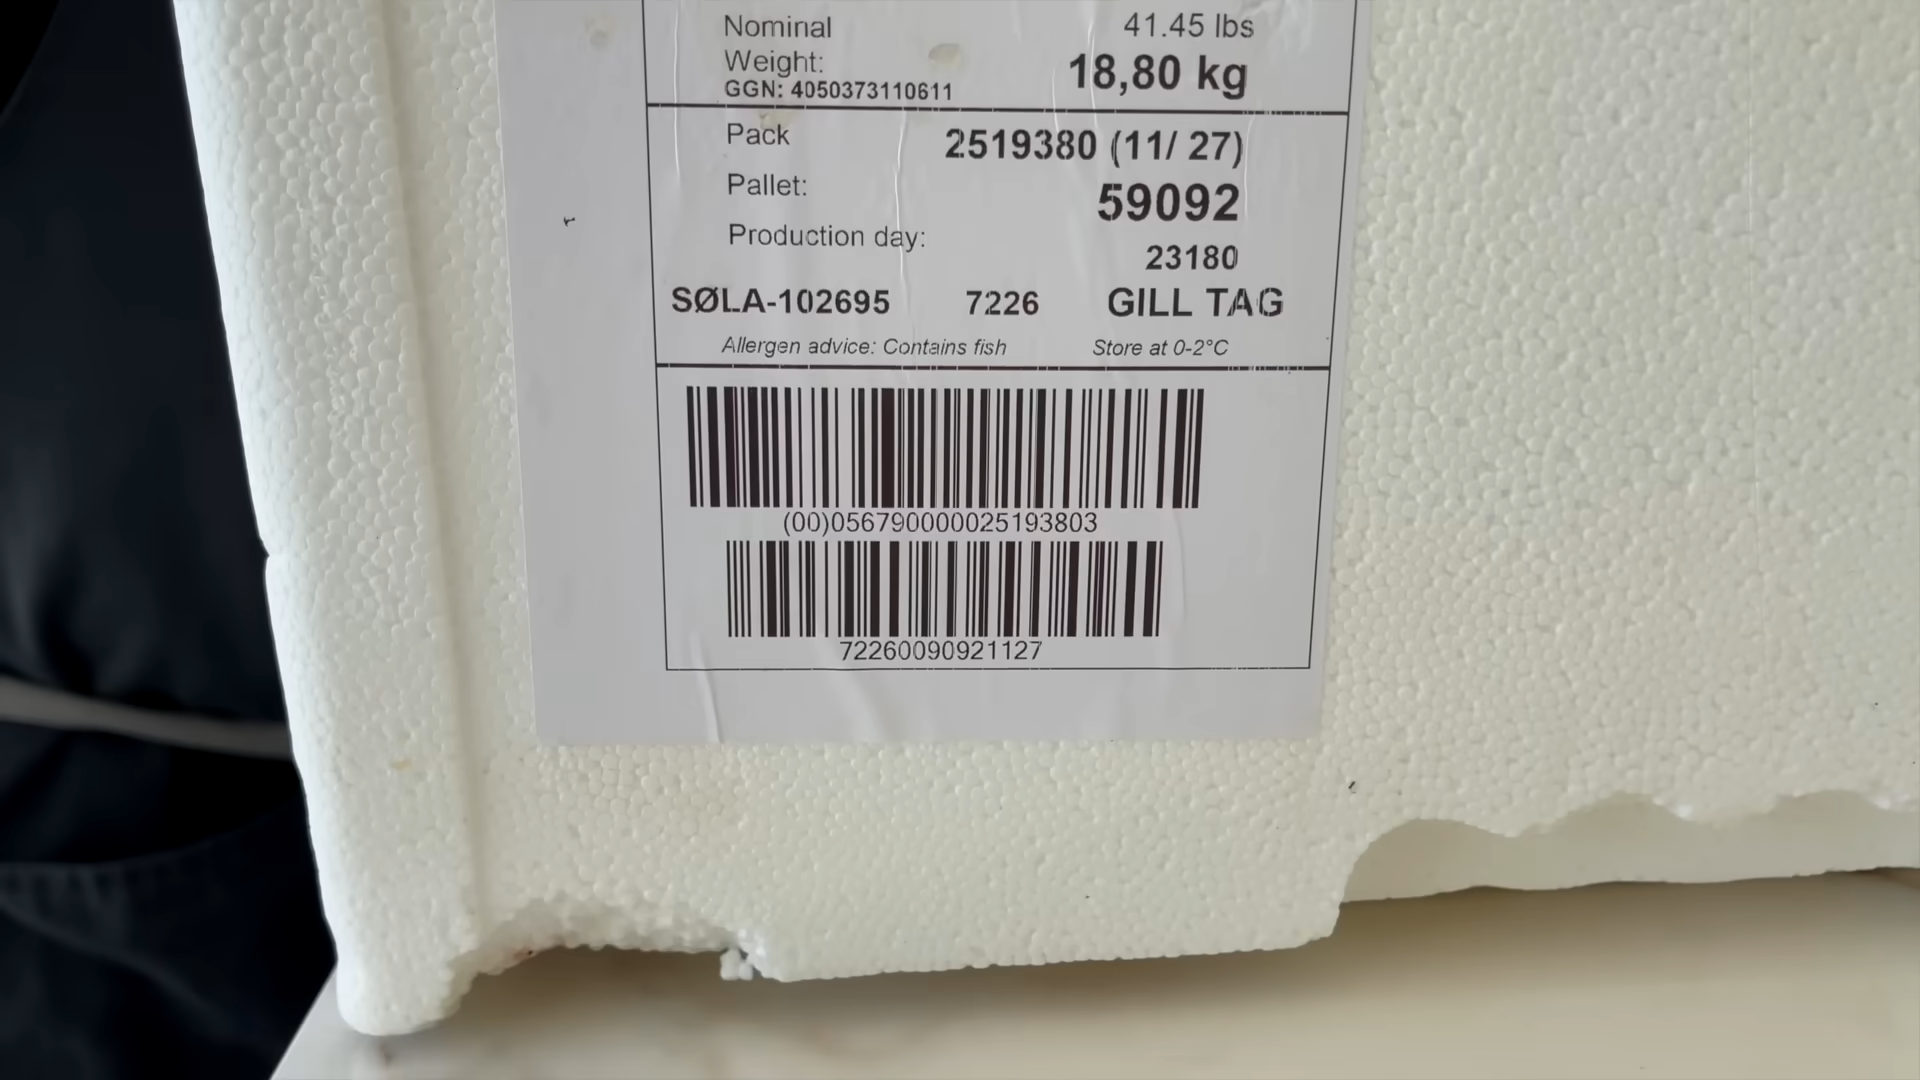 Nominal 41.45 lbs
Weight: 18,80 kg
GGN: 4050373110611
Pack 2519380 (11/ 27)
Pallet: 59092
Production day: 23180
SØLA-102695 7226 GILL TAG
Allergen advice: Contains fish Store at 0-2°C
(00)056790000025193803
72260090921127